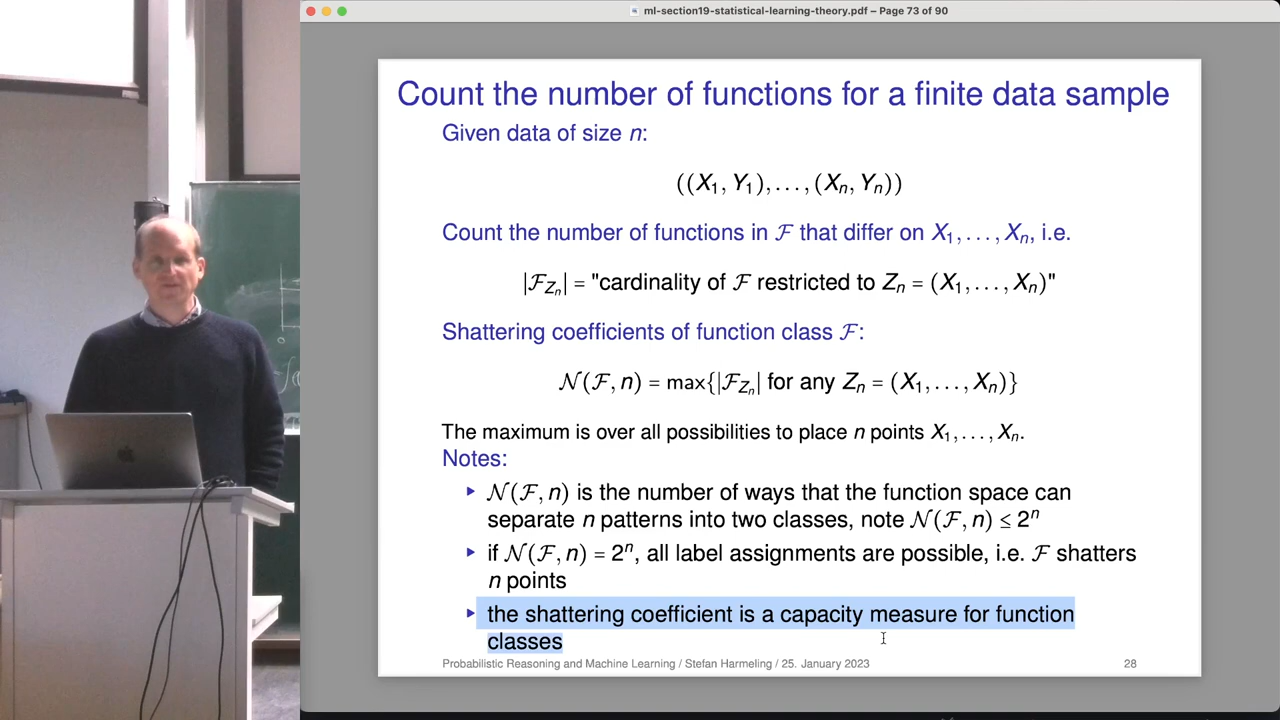 ml-section19-statistical-learning-theory.pdf – Page 73 of 90
Count the number of functions for a finite data sample
Given data of size n:
((X₁, Y₁), . . . , (Xₙ, Yₙ))
Count the number of functions in ℱ that differ on X₁, . . . , Xₙ, i.e.
|ℱ_Zₙ| = "cardinality of ℱ restricted to Zₙ = (X₁, . . . , Xₙ)"
Shattering coefficients of function class ℱ:
𝒩(ℱ, n) = max{|ℱ_Zₙ| for any Zₙ = (X₁, . . . , Xₙ)}
The maximum is over all possibilities to place n points X₁, . . . , Xₙ.
Notes:
▸ 𝒩(ℱ, n) is the number of ways that the function space can
separate n patterns into two classes, note 𝒩(ℱ, n) ≤ 2ⁿ
▸ if 𝒩(ℱ, n) = 2ⁿ, all label assignments are possible, i.e. ℱ shatters
n points
▸ the shattering coefficient is a capacity measure for function
classes
Probabilistic Reasoning and Machine Learning / Stefan Harmeling / 25. January 2023
28